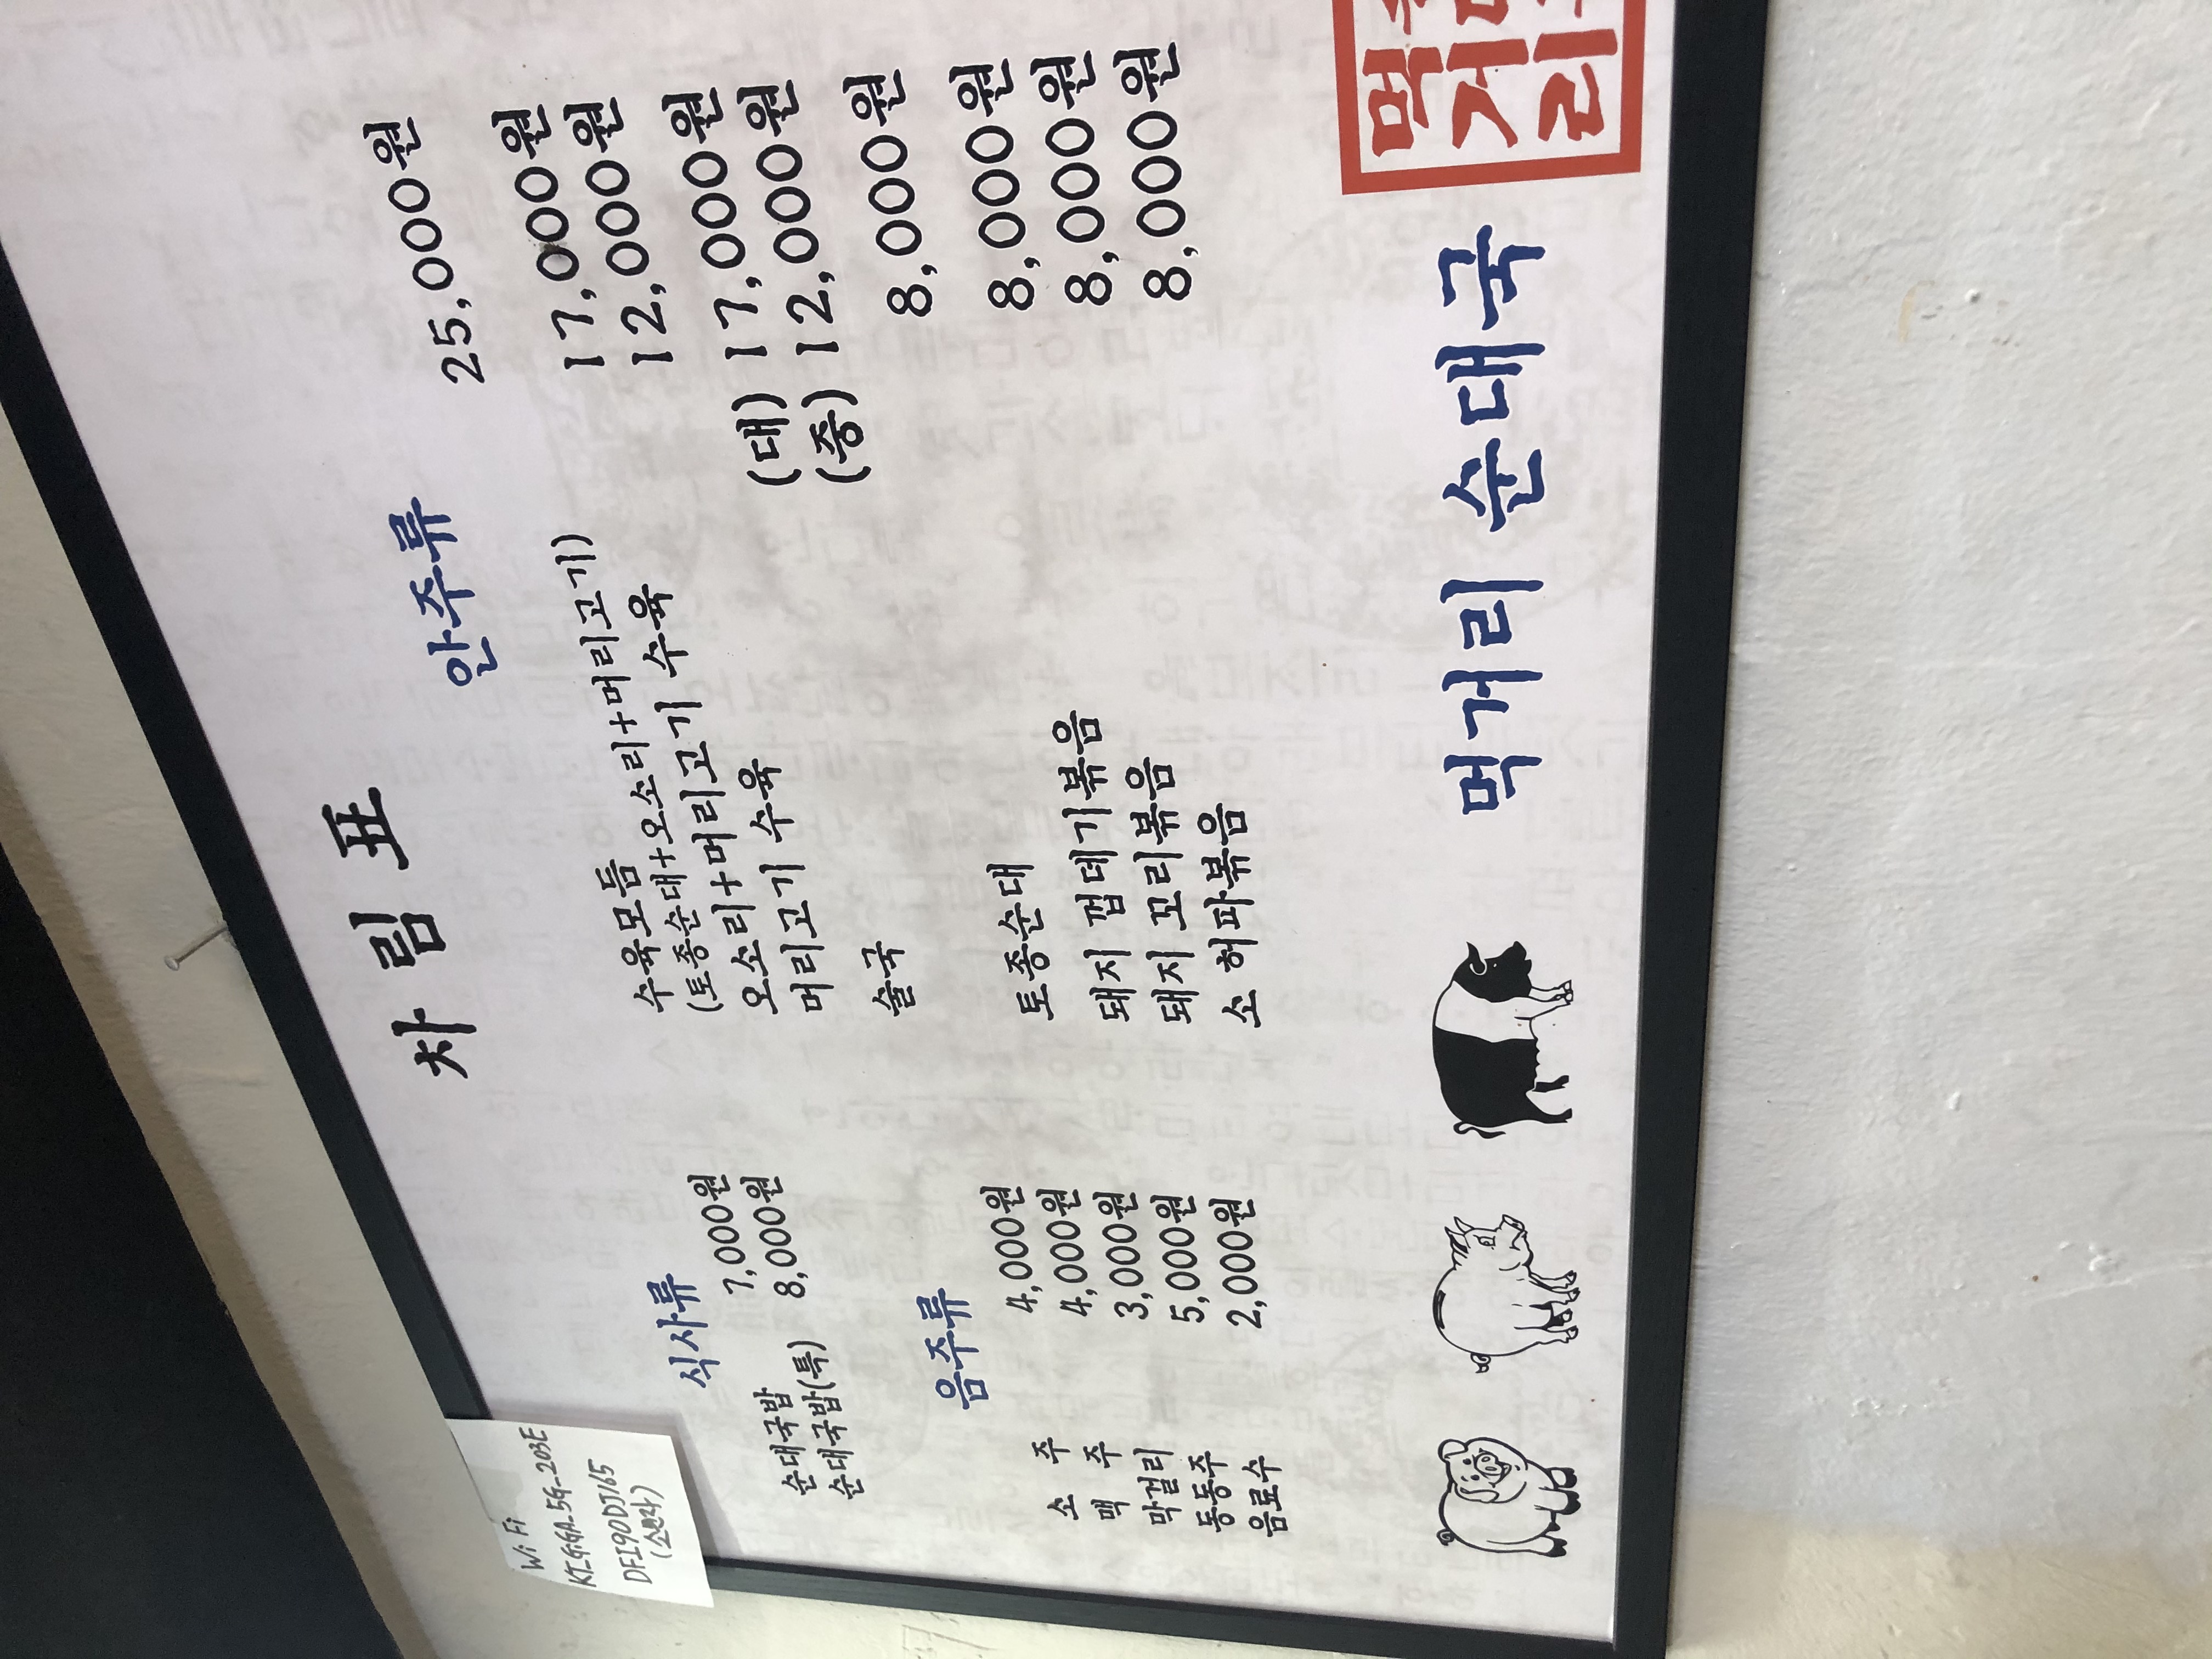 Wi Fi
KT_GiGA_5G_203E
DFI90DJ165
(소문자)
차 림 표
식사류
순대국밥 7,000원
순대국밥(특) 8,000원
음주류
소 주 4,000원
맥 주 4,000원
막걸리 3,000원
동동주 5,000원
음료수 2,000원
안주류
수육모듬 25,000원
(토종순대+오소리+머리고기)
오소리+머리고기 수육 17,000원
머리고기 수육 12,000원
술국 (대) 17,000원
(중) 12,000원
토종순대 8,000원
돼지 껍데기볶음 8,000원
돼지 꼬리볶음 8,000원
소 허파볶음 8,000원
먹거리 순대국
먹
거
리